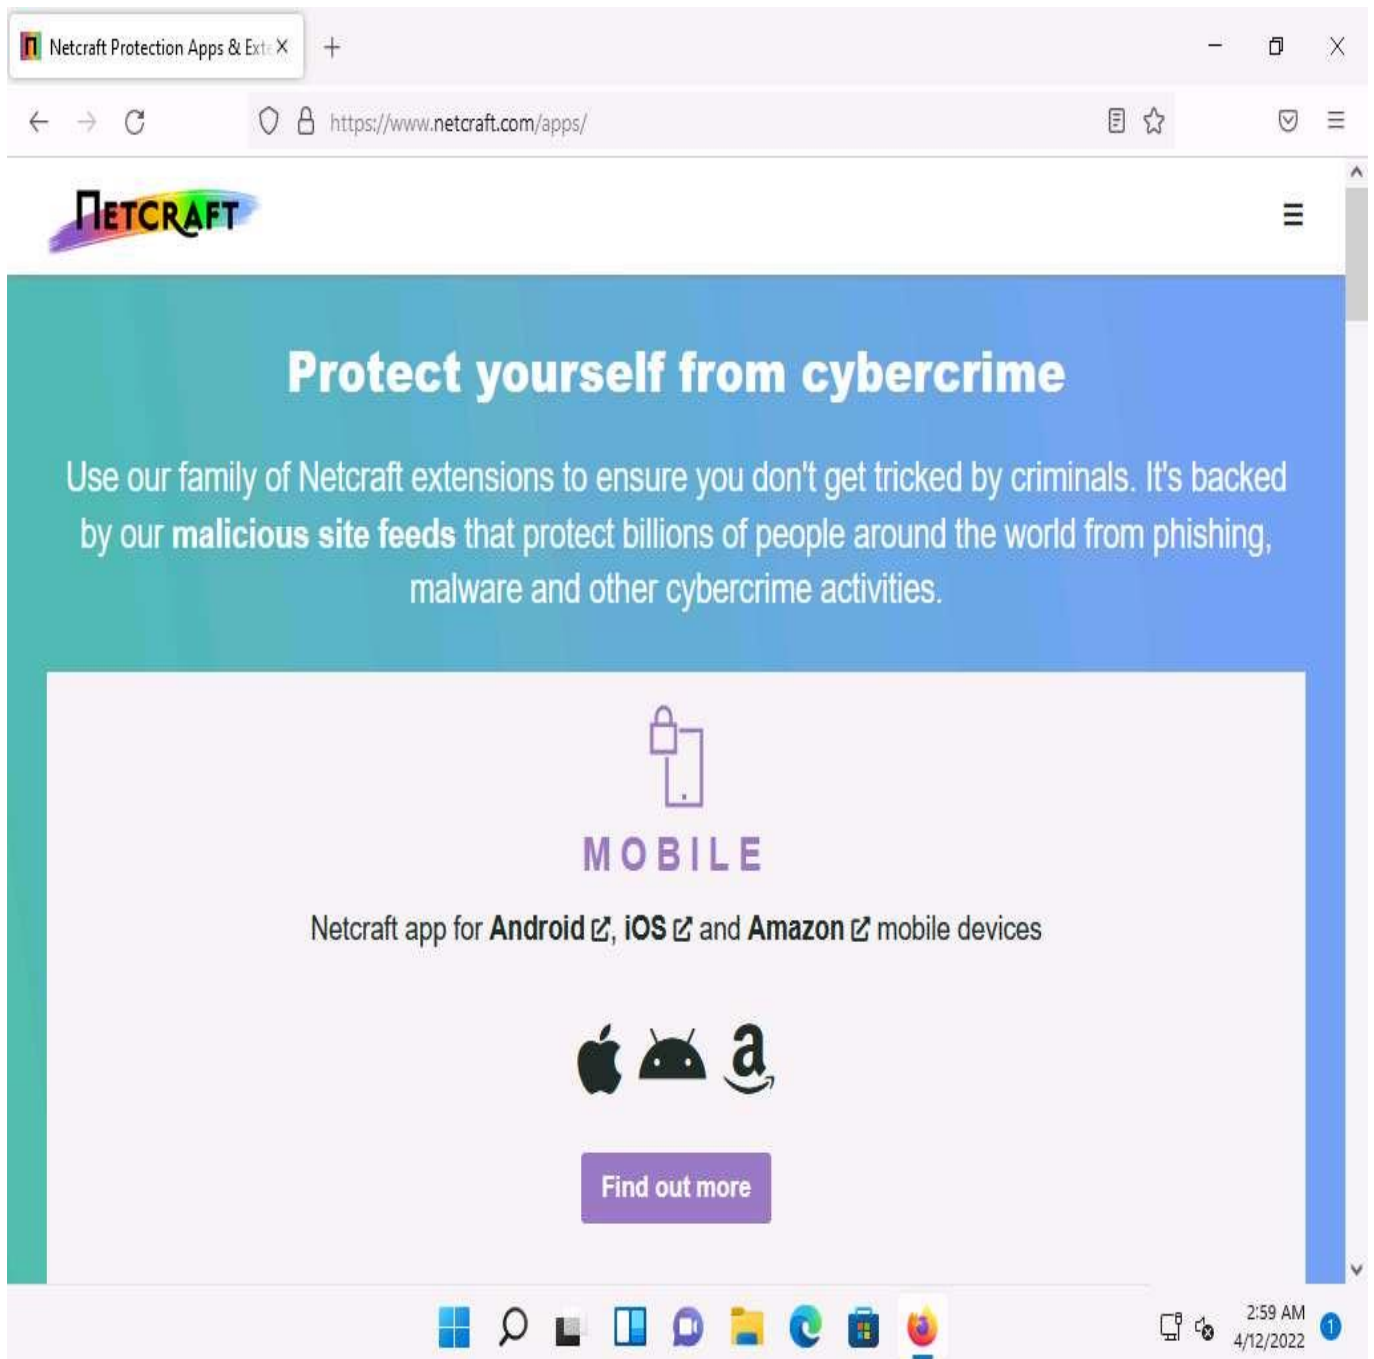 Netcraft Protection Apps & Exte
https://www.netcraft.com/apps/
NETCRAFT
Protect yourself from cybercrime
Use our family of Netcraft extensions to ensure you don't get tricked by criminals. It's backed
by our malicious site feeds that protect billions of people around the world from phishing,
malware and other cybercrime activities.
MOBILE
Netcraft app for Android, iOS and Amazon mobile devices
Find out more
2:59 AM
4/12/2022
1